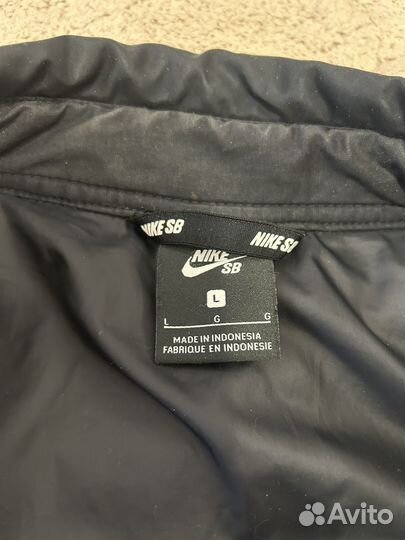 NIKE SB
NIKE SB
NIKE
SB
L
L G G
MADE IN INDONESIA
FABRIQUE EN INDONESIE
Avito